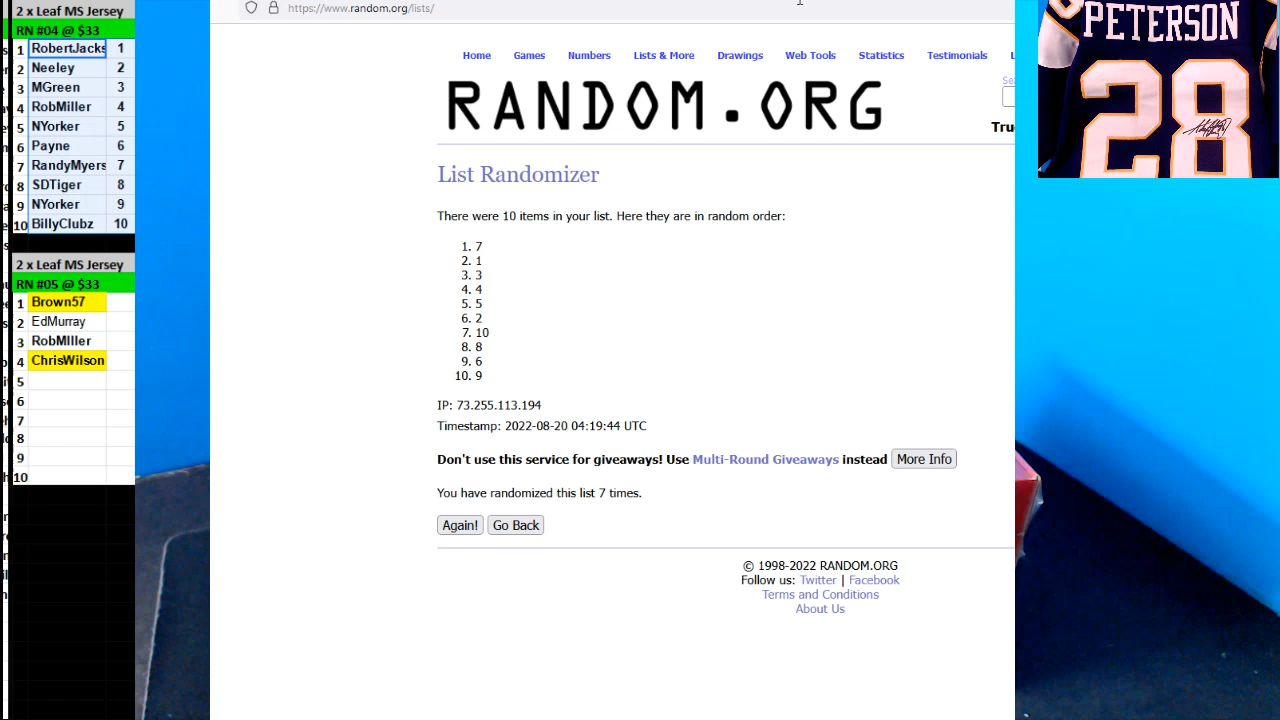 2 x Leaf MS Jersey
RN #04 @ $33
1 RobertJacks 1
2 Neeley 2
3 MGreen 3
4 RobMiller 4
5 NYorker 5
6 Payne 6
7 RandyMyers 7
8 SDTiger 8
9 NYorker 9
10 BillyClubz 10
2 x Leaf MS Jersey
RN #05 @ $33
1 Brown57
2 EdMurray
3 RobMIller
4 ChrisWilson
5
6
7
8
9
10
https://www.random.org/lists/
Home Games Numbers Lists & More Drawings Web Tools Statistics Testimonials L
Sea
RANDOM.ORG
Tru
List Randomizer
There were 10 items in your list. Here they are in random order:
1. 7
2. 1
3. 3
4. 4
5. 5
6. 2
7. 10
8. 8
9. 6
10. 9
IP: 73.255.113.194
Timestamp: 2022-08-20 04:19:44 UTC
Don't use this service for giveaways! Use Multi-Round Giveaways instead More Info
You have randomized this list 7 times.
Again! Go Back
© 1998-2022 RANDOM.ORG
Follow us: Twitter | Facebook
Terms and Conditions
About Us
PETERSON
28